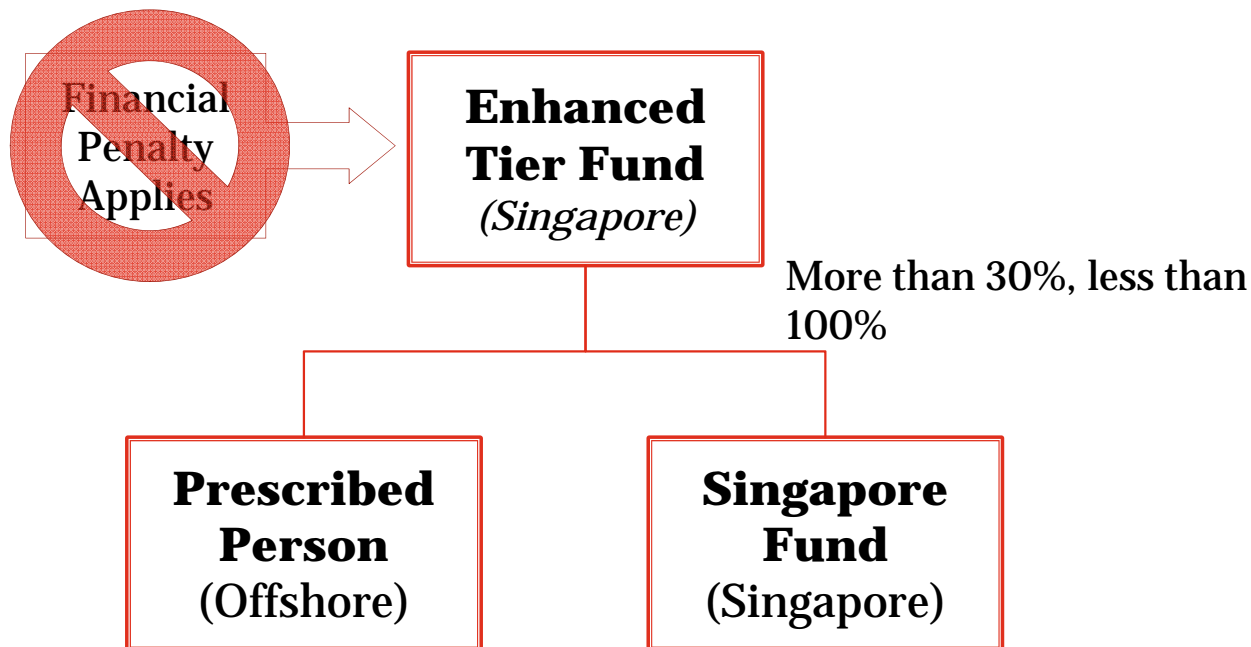 Financial
Penalty
Applies
Enhanced
Tier Fund
(Singapore)
More than 30%, less than
100%
Prescribed
Person
(Offshore)
Singapore
Fund
(Singapore)